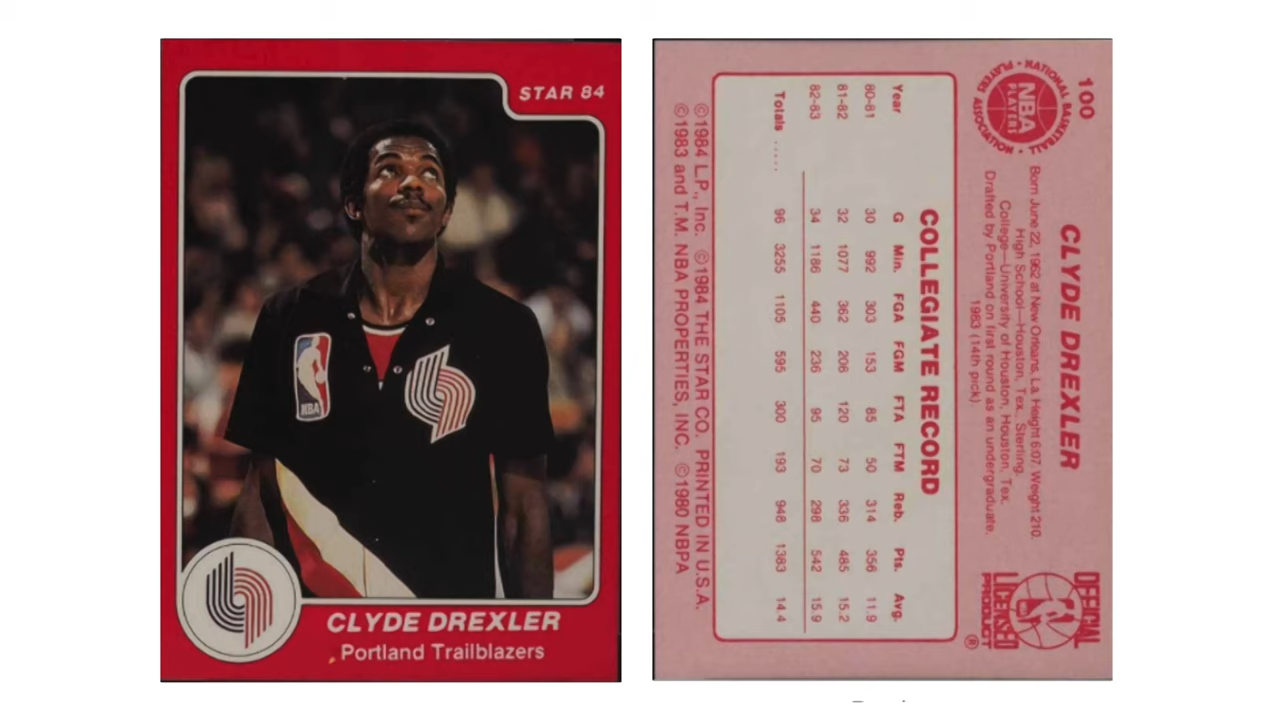 STAR 84
NBA
CLYDE DREXLER
Portland Trailblazers
100
NATIONAL BASKETBALL
PLAYERS ASSOCIATION
NBA
PLAYERS
CLYDE DREXLER
Born June 22, 1962 at New Orleans, La. Height 6:07. Weight 210.
High School—Houston, Tex., Sterling.
College—University of Houston, Houston, Tex.
Drafted by Portland on first round as an undergraduate,
1983 (14th pick).
OFFICIAL
LICENSED
PRODUCT
®
COLLEGIATE RECORD
Year G Min. FGA FGM FTA FTM Reb. Pts. Avg.
80-81 30 992 303 153 85 50 314 356 11.9
81-82 32 1077 362 206 120 73 336 485 15.2
82-83 34 1186 440 236 95 70 298 542 15.9
Totals ..... 96 3255 1105 595 300 193 948 1383 14.4
©1984 L.P., Inc. ©1984 THE STAR CO. PRINTED IN U.S.A.
©1983 and T.M. NBA PROPERTIES, INC. ©1980 NBPA